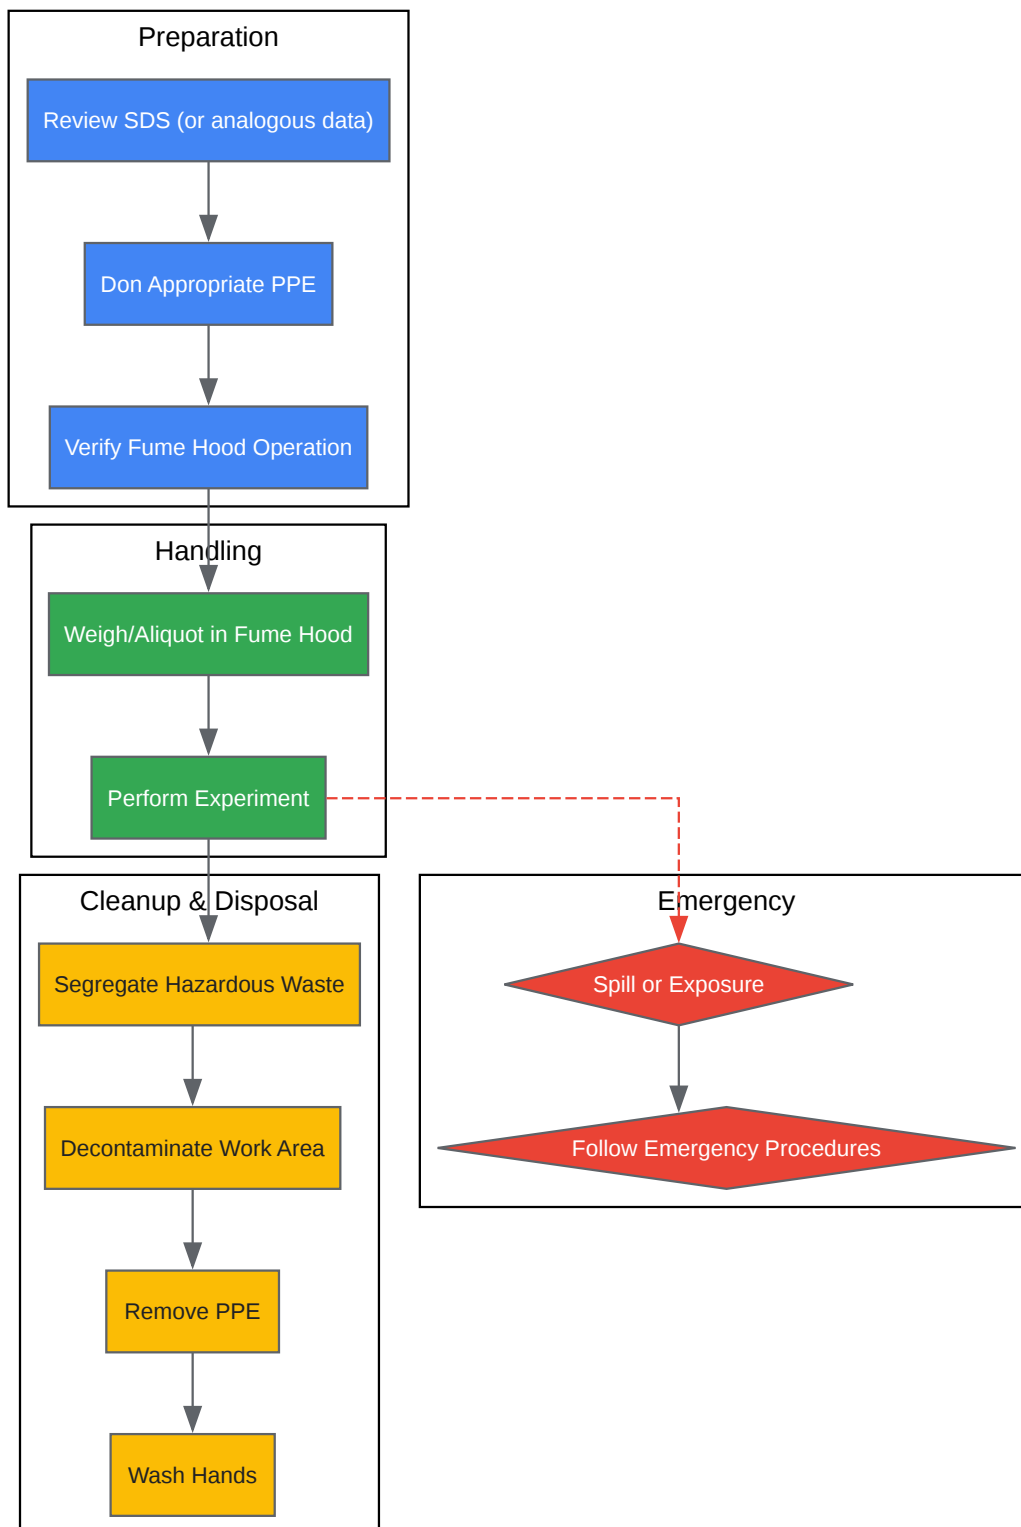 Preparation
Review SDS (or analogous data)
Don Appropriate PPE
Verify Fume Hood Operation
Handling
Weigh/Aliquot in Fume Hood
Perform Experiment
Cleanup & Disposal
Segregate Hazardous Waste
Decontaminate Work Area
Remove PPE
Wash Hands
Emergency
Spill or Exposure
Follow Emergency Procedures